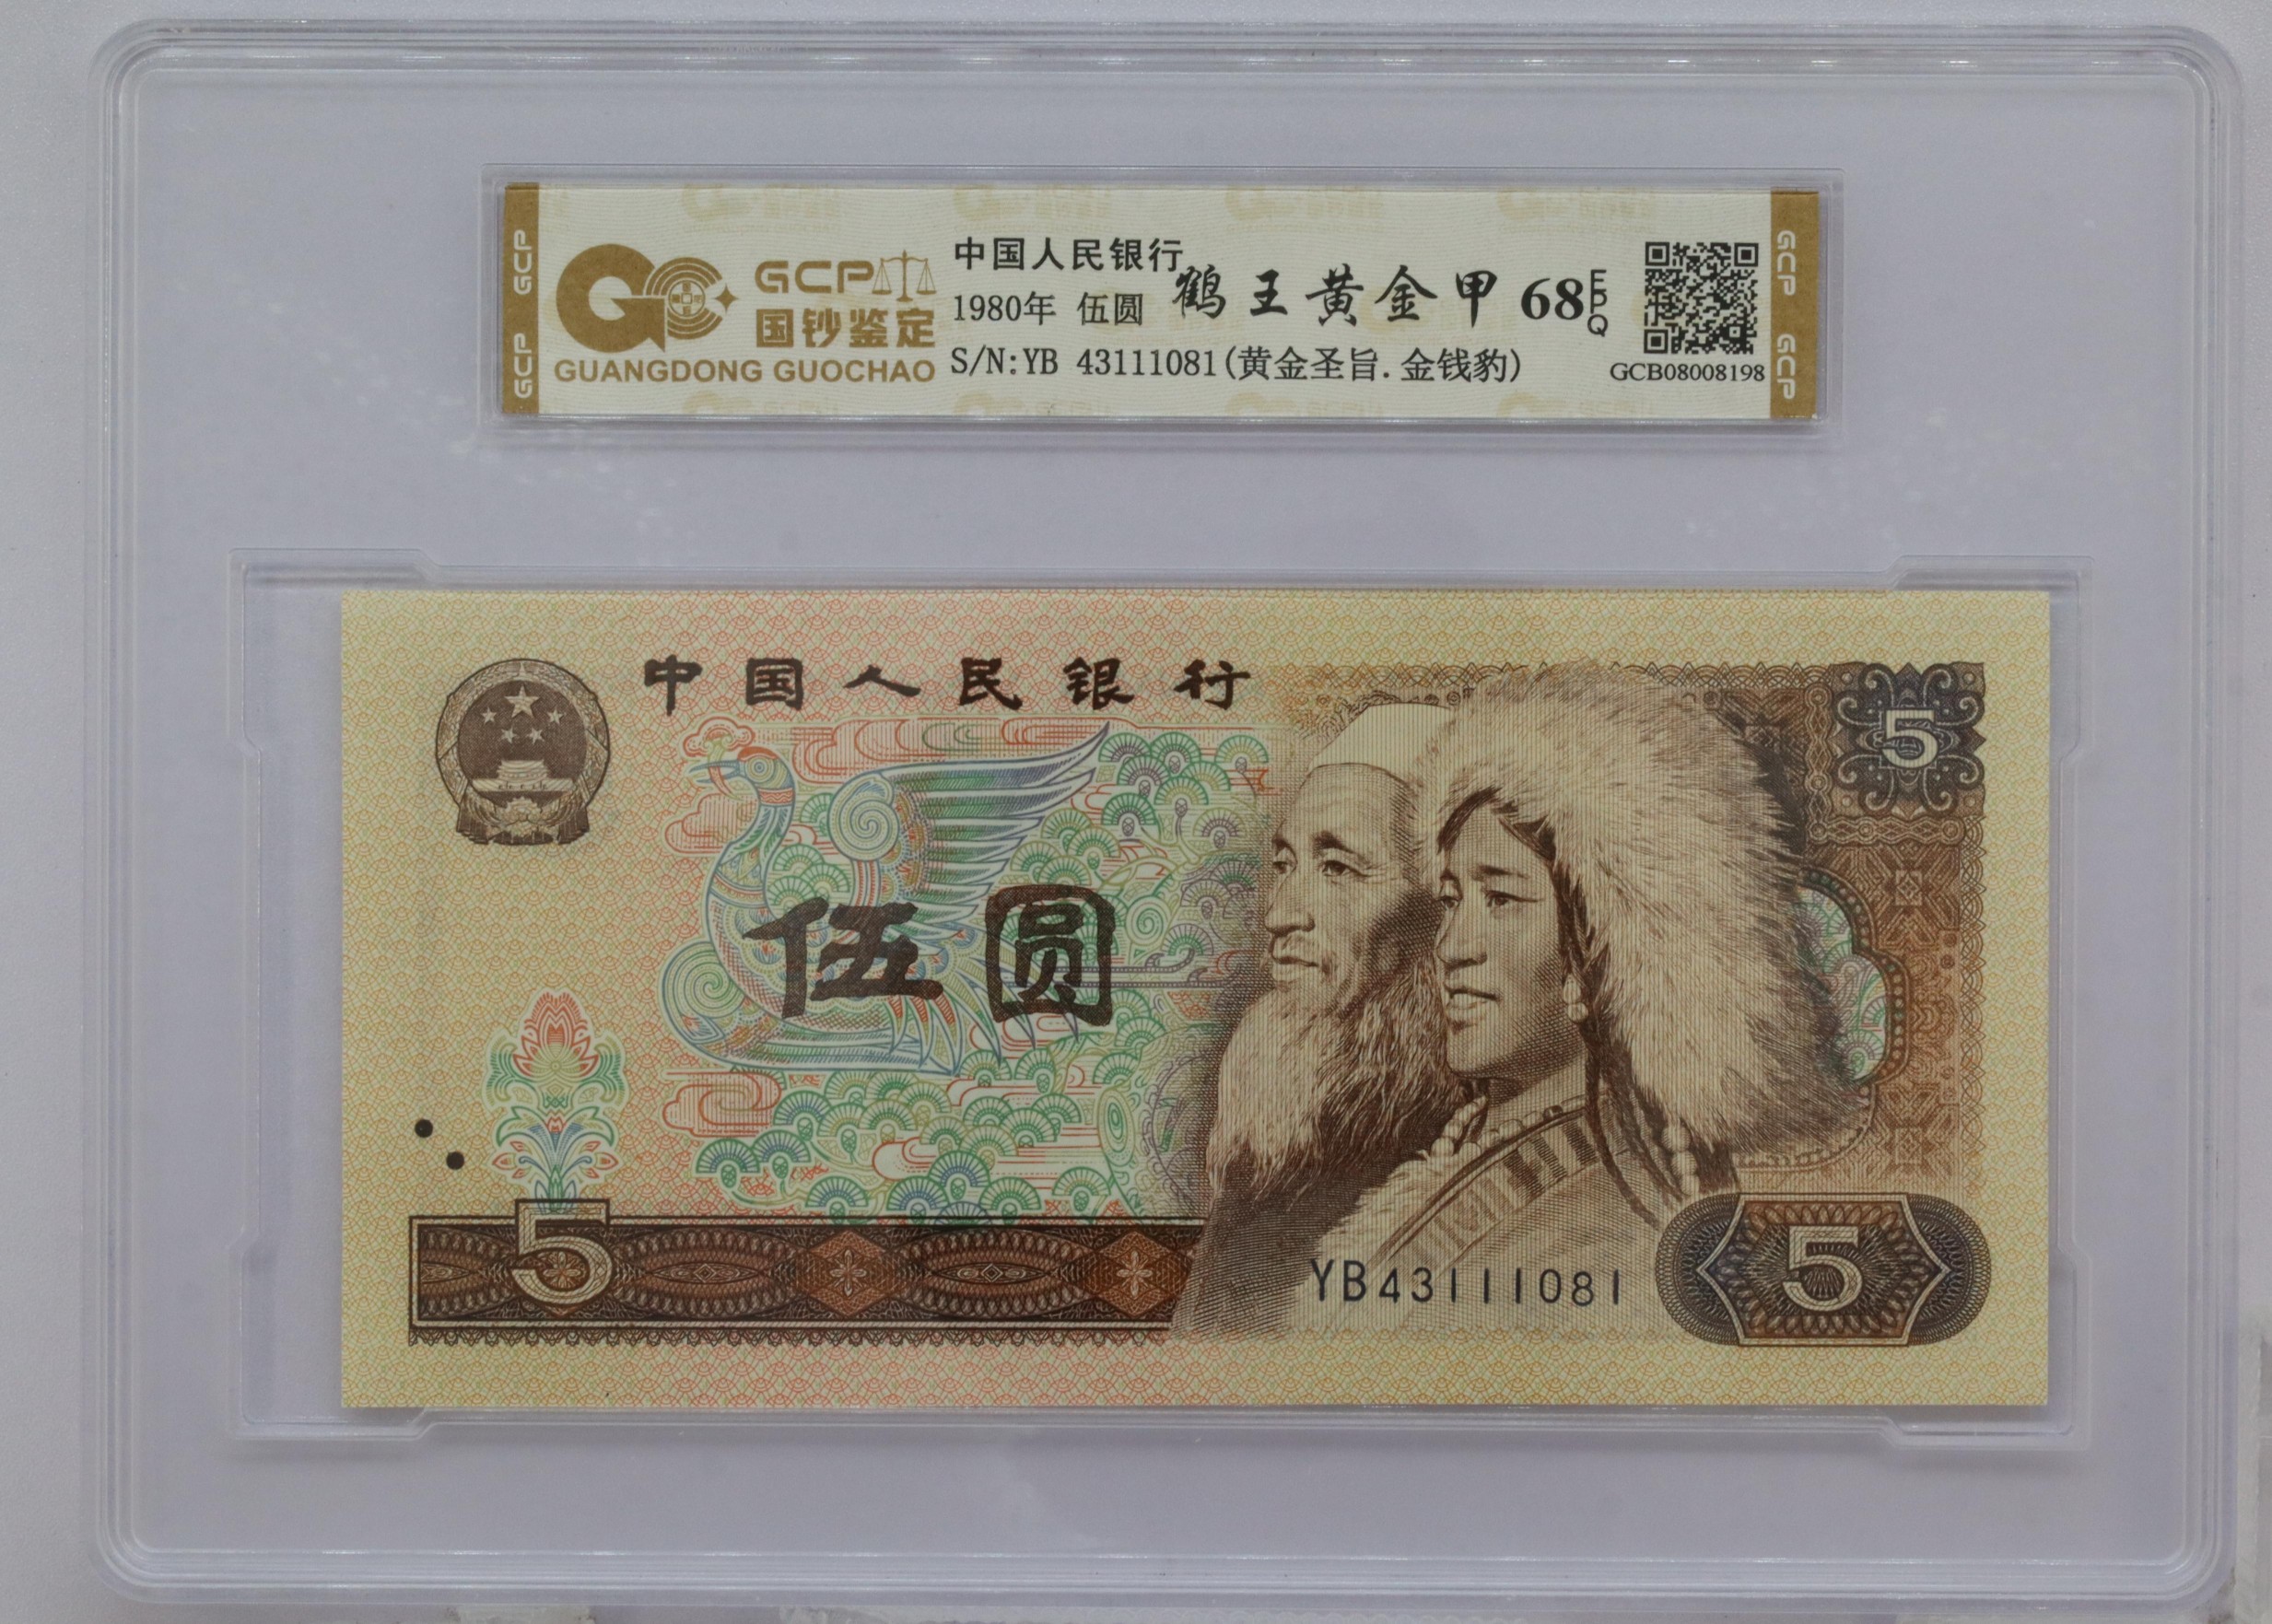 GCP GCP
GCP
国钞鉴定
GUANGDONG GUOCHAO
中国人民银行
1980年 伍圆
鹤王黄金甲 68 EPQ
S/N:YB 43111081(黄金圣旨.金钱豹)
GCB08008198
GCP GCP
中国人民银行
5
伍圆
5
YB43111081
5